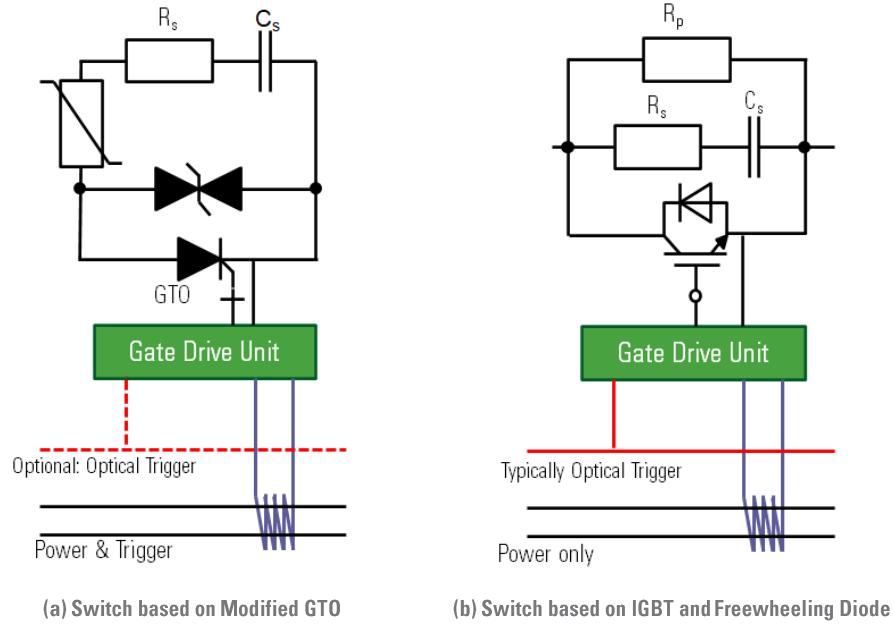 Rs
Cs
GTO
Gate Drive Unit
Optional: Optical Trigger
Power & Trigger
(a) Switch based on Modified GTO
Rp
Rs
Cs
Gate Drive Unit
Typically Optical Trigger
Power only
(b) Switch based on IGBT and Freewheeling Diode